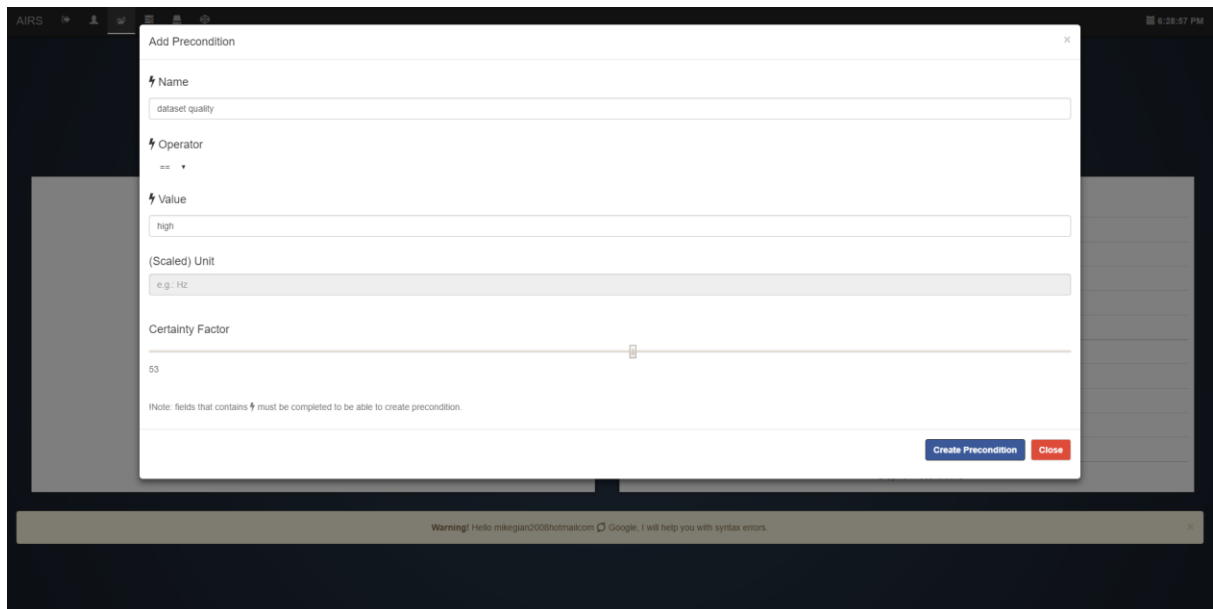 AIRS
6:28:57 PM
Add Precondition
×
Name
dataset quality
Operator
==
Value
high
(Scaled) Unit
e.g.: Hz
Certainty Factor
53
!Note: fields that contains must be completed to be able to create precondition.
Create Precondition Close
Warning! Hello mikegian2008hotmailcom Google, I will help you with syntax errors.
×